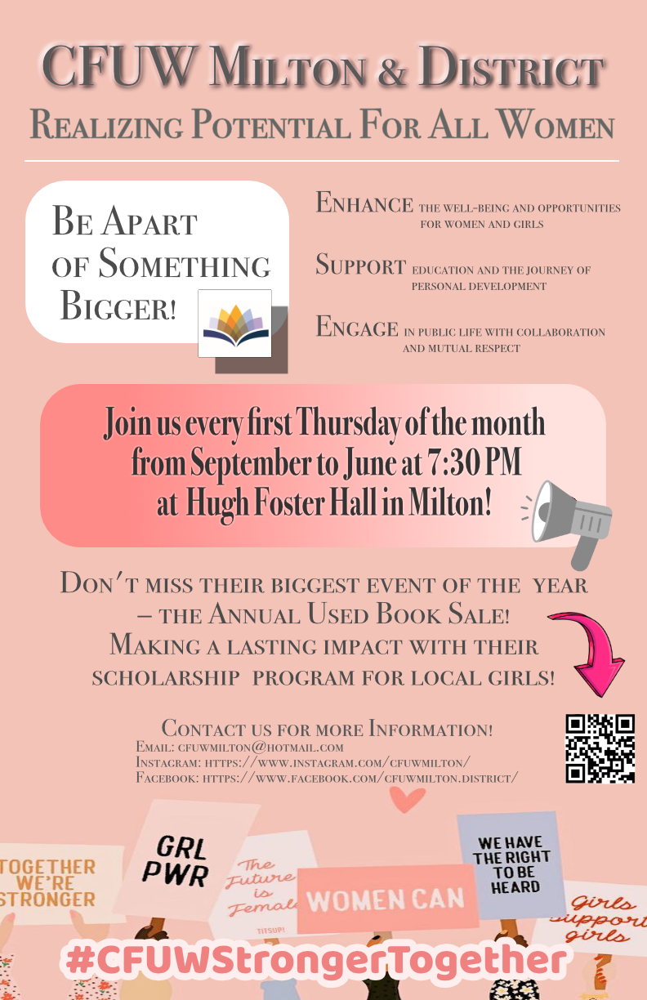 CFUW Milton & District
Realizing Potential For All Women
Be Apart
of Something
Bigger!
Enhance the well-being and opportunities
for women and girls
Support education and the journey of
personal development
Engage in public life with collaboration
and mutual respect
Join us every first Thursday of the month
from September to June at 7:30 PM
at Hugh Foster Hall in Milton!
Don't miss their biggest event of the year
– the Annual Used Book Sale!
Making a lasting impact with their
scholarship program for local girls!
Contact us for more Information!
Email: cfuwmilton@hotmail.com
Instagram: https://www.instagram.com/cfuwmilton/
Facebook: https://www.facebook.com/cfuwmilton.district/
TOGETHER
WE'RE
STRONGER
GRL
PWR
The
Future
is
Female
TITSUP!
WOMEN CAN
WE HAVE
THE RIGHT
TO BE
HEARD
Girls
support
girls
#CFUWStrongerTogether